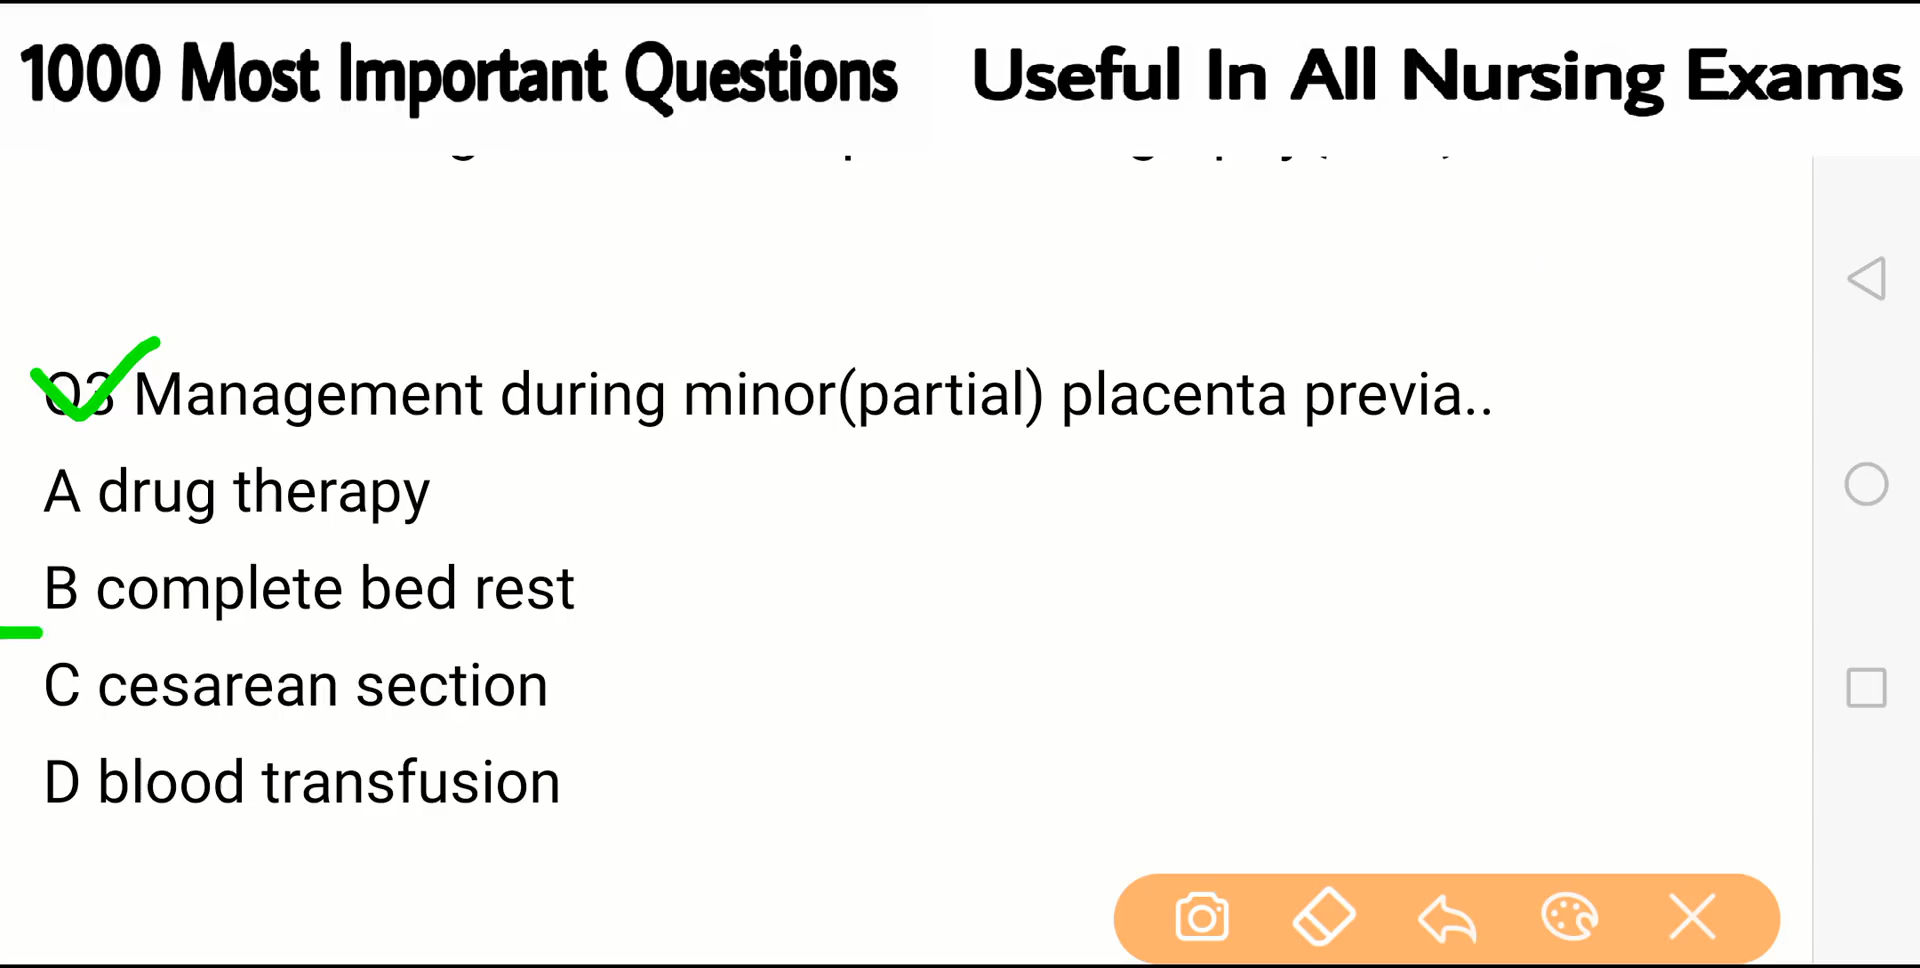 1000 Most Important Questions Useful In All Nursing Exams
Q3 Management during minor(partial) placenta previa..
A drug therapy
B complete bed rest
C cesarean section
D blood transfusion